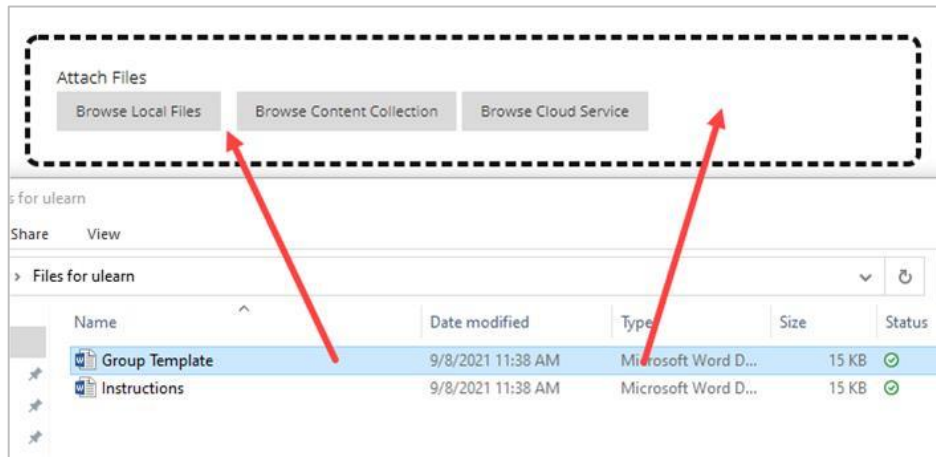 Attach Files
Browse Local Files Browse Content Collection Browse Cloud Service
s for ulearn
Share View
> Files for ulearn
Name Date modified Type Size Status
Group Template 9/8/2021 11:38 AM Microsoft Word D... 15 KB
Instructions 9/8/2021 11:38 AM Microsoft Word D... 15 KB